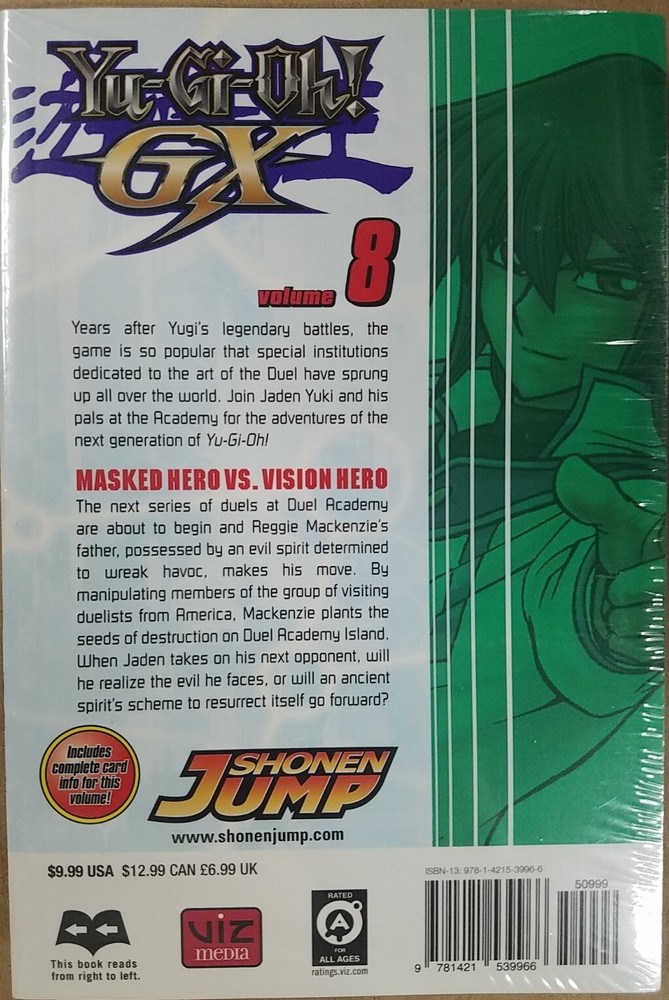 Yu-Gi-Oh!
GX
volume 8
Years after Yugi's legendary battles, the
game is so popular that special institutions
dedicated to the art of the Duel have sprung
up all over the world. Join Jaden Yuki and his
pals at the Academy for the adventures of the
next generation of Yu-Gi-Oh!
MASKED HERO VS. VISION HERO
The next series of duels at Duel Academy
are about to begin and Reggie Mackenzie's
father, possessed by an evil spirit determined
to wreak havoc, makes his move. By
manipulating members of the group of visiting
duelists from America, Mackenzie plants the
seeds of destruction on Duel Academy Island.
When Jaden takes on his next opponent, will
he realize the evil he faces, or will an ancient
spirit's scheme to resurrect itself go forward?
Includes
complete card
info for this
volume!
SHONEN
JUMP
www.shonenjump.com
$9.99 USA $12.99 CAN £6.99 UK
ISBN-13: 978-1-4215-3996-6
50999
9 781421 539966
This book reads
from right to left.
VIZ
media
RATED
A
FOR
ALL AGES
ratings.viz.com